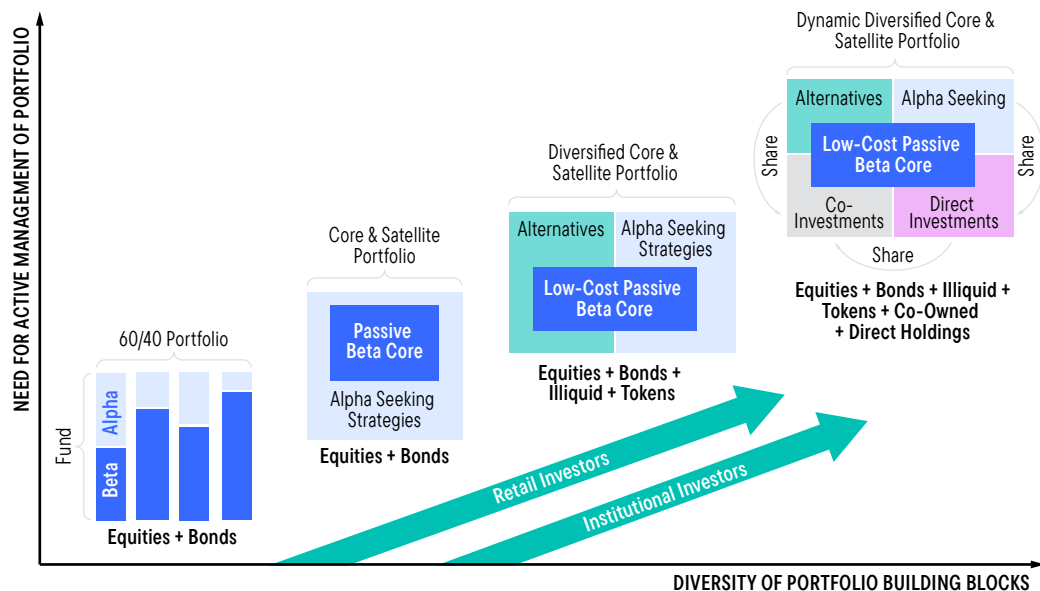 NEED FOR ACTIVE MANAGEMENT OF PORTFOLIO
60/40 Portfolio
Fund
Alpha
Beta
Equities + Bonds
Core & Satellite
Portfolio
Passive
Beta Core
Alpha Seeking
Strategies
Equities + Bonds
Diversified Core &
Satellite Portfolio
Alternatives
Alpha Seeking
Strategies
Low-Cost Passive
Beta Core
Equities + Bonds +
Illiquid + Tokens
Dynamic Diversified Core &
Satellite Portfolio
Alternatives
Alpha Seeking
Low-Cost Passive
Beta Core
Co-
Investments
Direct
Investments
Share
Share
Share
Equities + Bonds + Illiquid +
Tokens + Co-Owned
+ Direct Holdings
Retail Investors
Institutional Investors
DIVERSITY OF PORTFOLIO BUILDING BLOCKS